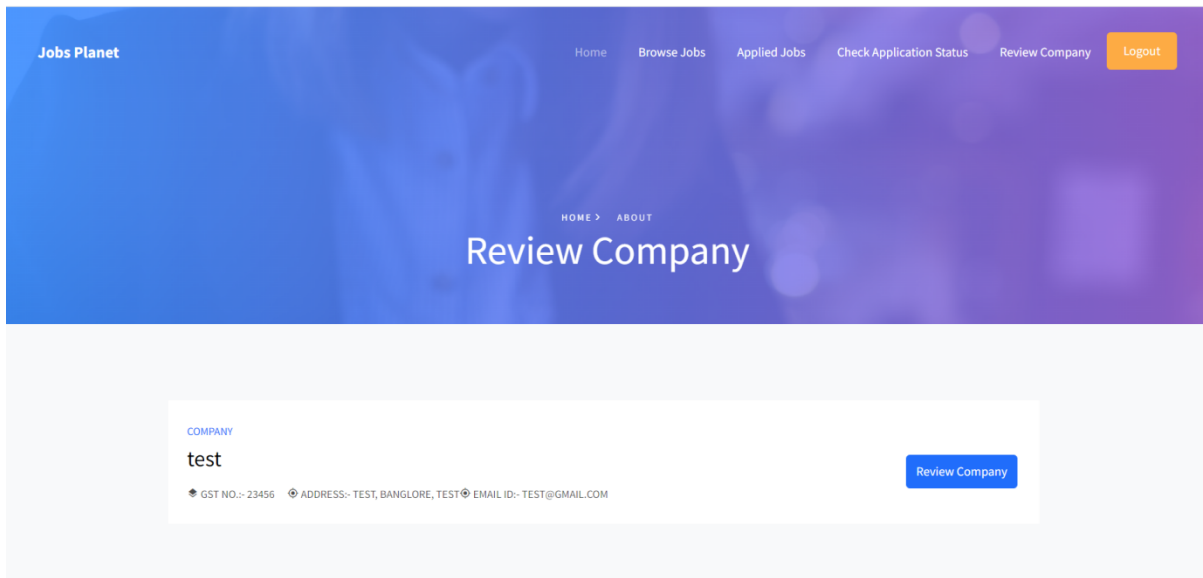 Jobs Planet Home Browse Jobs Applied Jobs Check Application Status Review Company Logout
HOME > ABOUT
Review Company
COMPANY
test
Review Company
GST NO.:- 23456 ADDRESS:- TEST, BANGLORE, TEST EMAIL ID:- TEST@GMAIL.COM